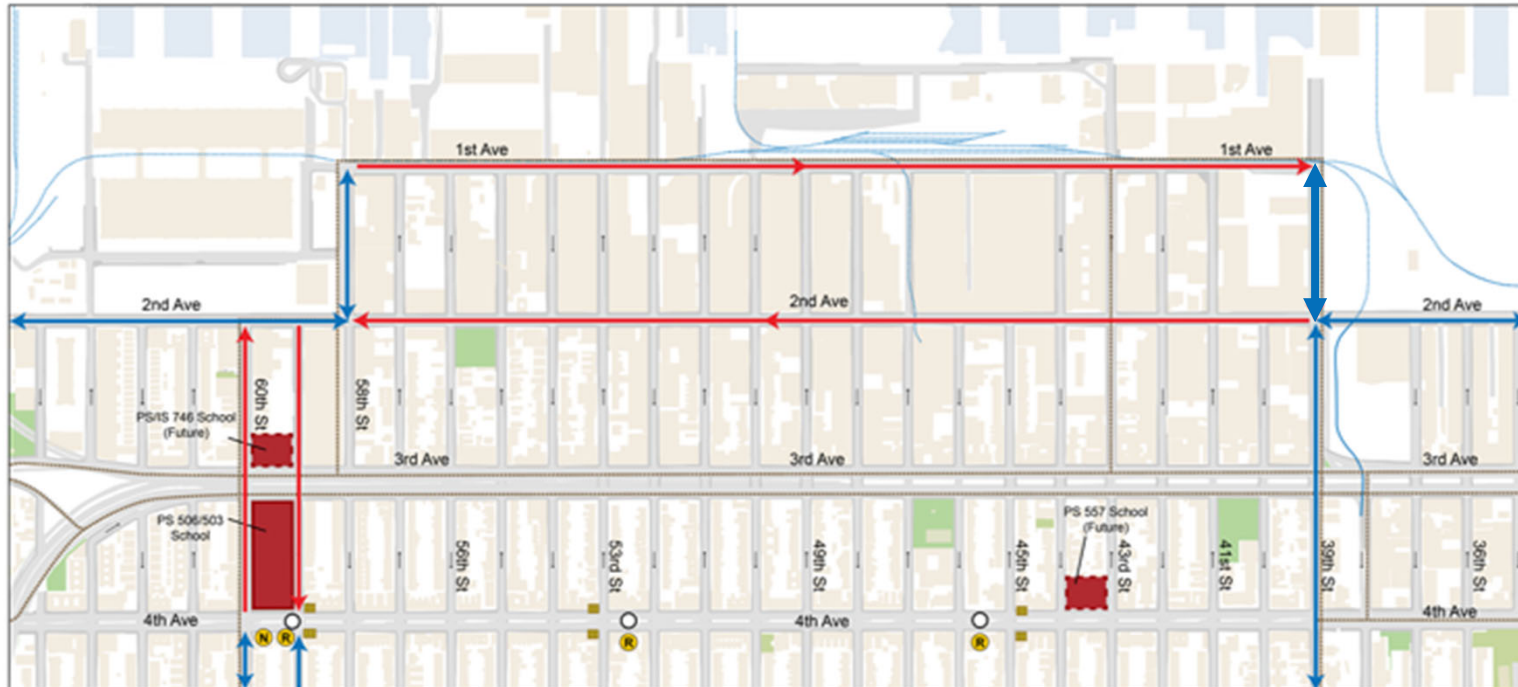 1st Ave
1st Ave
2nd Ave
2nd Ave
2nd Ave
60th St
58th St
PS/IS 746 School
(Future)
3rd Ave
3rd Ave
3rd Ave
PS 506/503
School
PS 557 School
(Future)
56th St
53rd St
49th St
45th St
43rd St
41st St
39th St
36th St
4th Ave
4th Ave
4th Ave
N
R
R
R